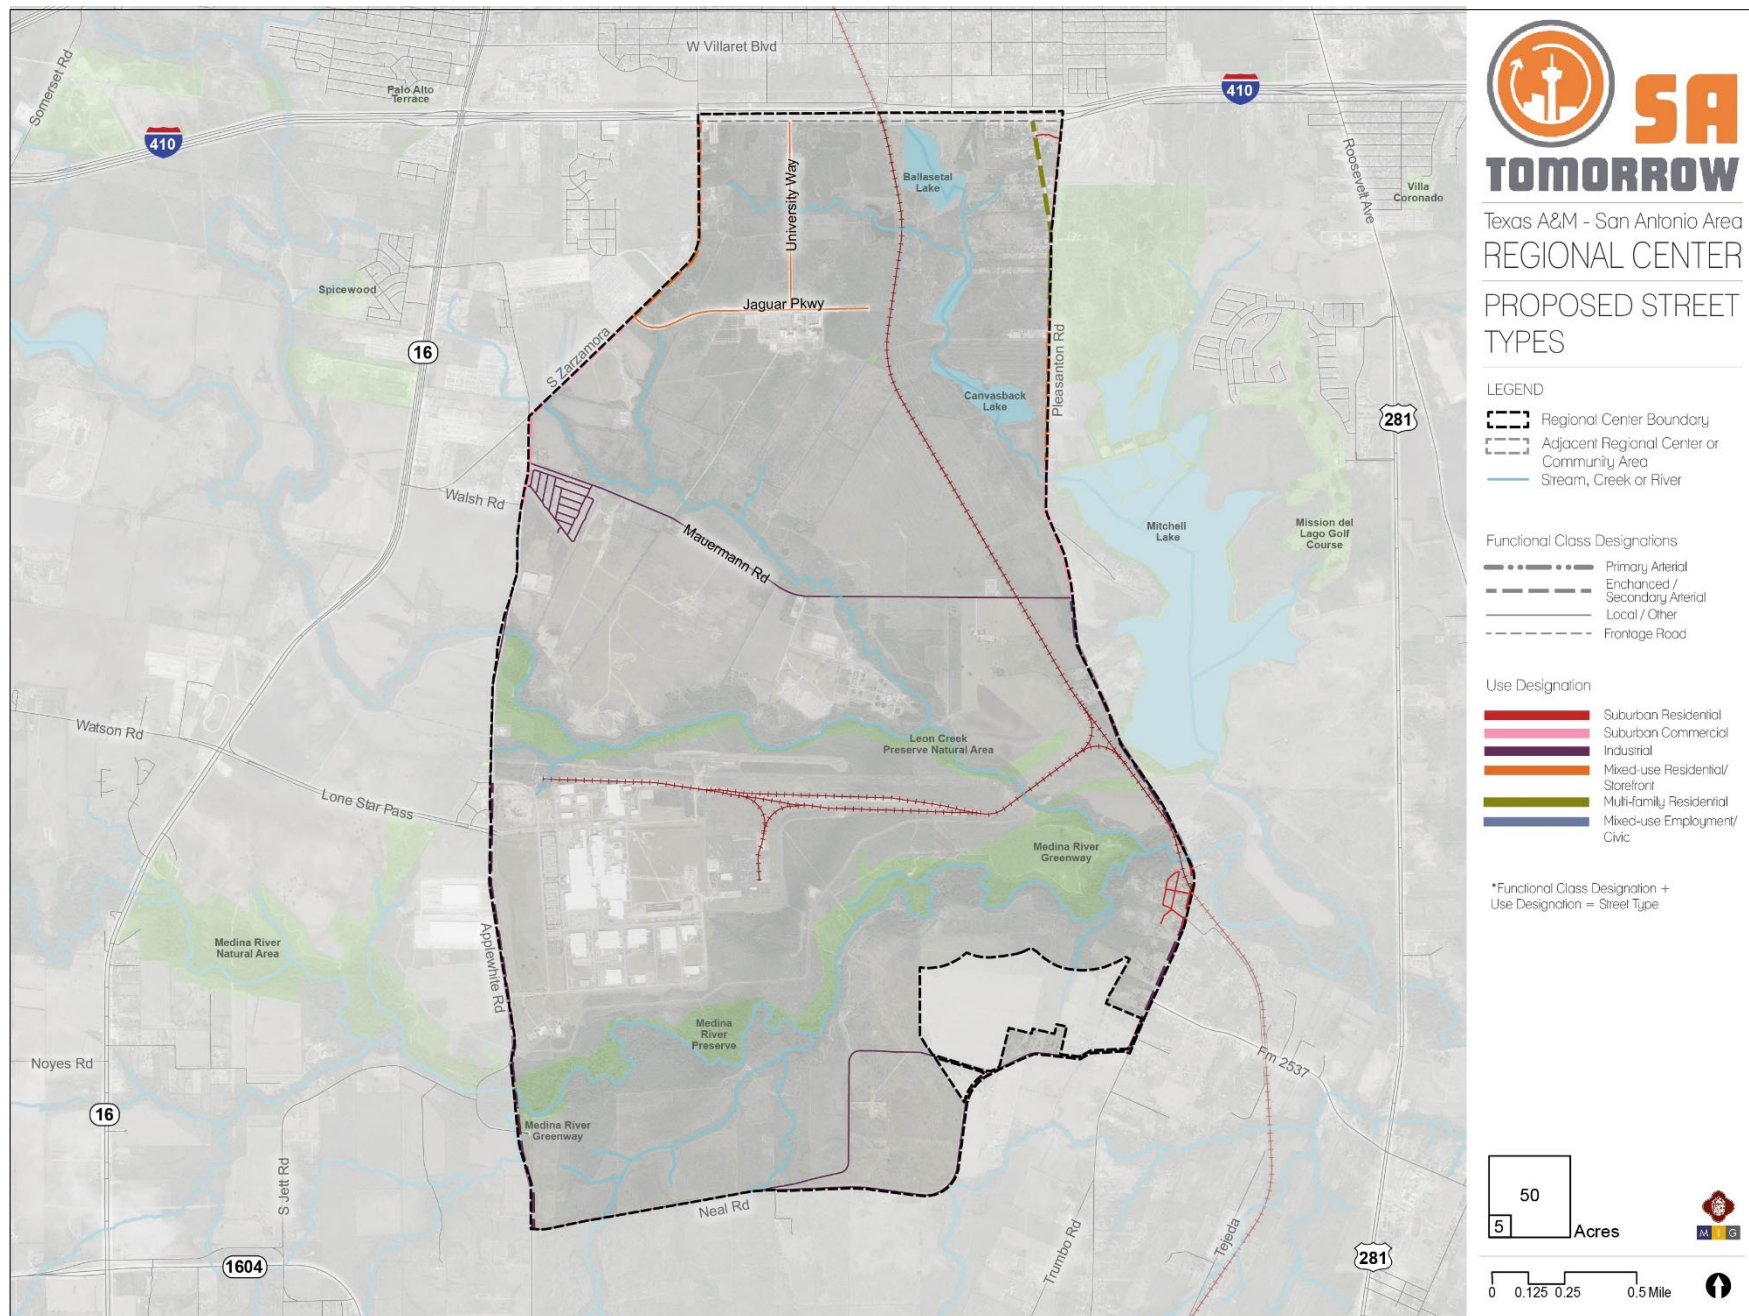 W Villaret Blvd
Somerset Rd
Palo Alto
Terrace
410
410
Roosevelt Ave
University Way
Ballasetal
Lake
Villa
Coronado
Spicewood
Jaguar Pkwy
16
S Zarzamora
Pleasanton Rd
Canvasback
Lake
281
Walsh Rd
Mauermann Rd
Mitchell
Lake
Mission del
Lago Golf
Course
Watson Rd
Leon Creek
Preserve Natural Area
Lone Star Pass
Medina River
Greenway
Medina River
Natural Area
Applewhite Rd
Medina
River
Preserve
Noyes Rd
Fm 2537
16
Medina River
Greenway
S Jett Rd
Neal Rd
Trumbo Rd
Tejeda
1604
281
SA
TOMORROW
Texas A&M - San Antonio Area
REGIONAL CENTER
PROPOSED STREET
TYPES
LEGEND
Regional Center Boundary
Adjacent Regional Center or
Community Area
Stream, Creek or River
Functional Class Designations
Primary Arterial
Enchanced /
Secondary Arterial
Local / Other
Frontage Road
Use Designation
Suburban Residential
Suburban Commercial
Industrial
Mixed-use Residential/
Storefront
Multi-family Residential
Mixed-use Employment/
Civic
*Functional Class Designation +
Use Designation = Street Type
50
5
Acres
M I G
0 0.125 0.25 0.5 Mile